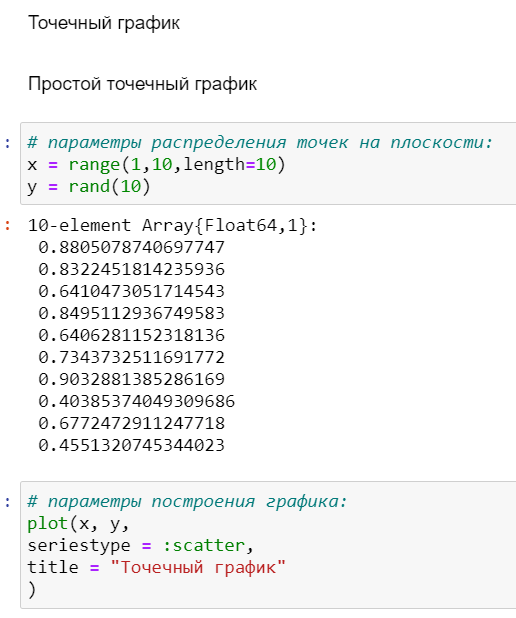 Точечный график
Простой точечный график
: # параметры распределения точек на плоскости:
x = range(1,10,length=10)
y = rand(10)
: 10-element Array{Float64,1}:
0.8805078740697747
0.8322451814235936
0.6410473051714543
0.8495112936749583
0.6406281152318136
0.7343732511691772
0.9032881385286169
0.40385374049309686
0.6772472911247718
0.4551320745344023
: # параметры построения графика:
plot(x, y,
seriestype = :scatter,
title = "Точечный график"
)